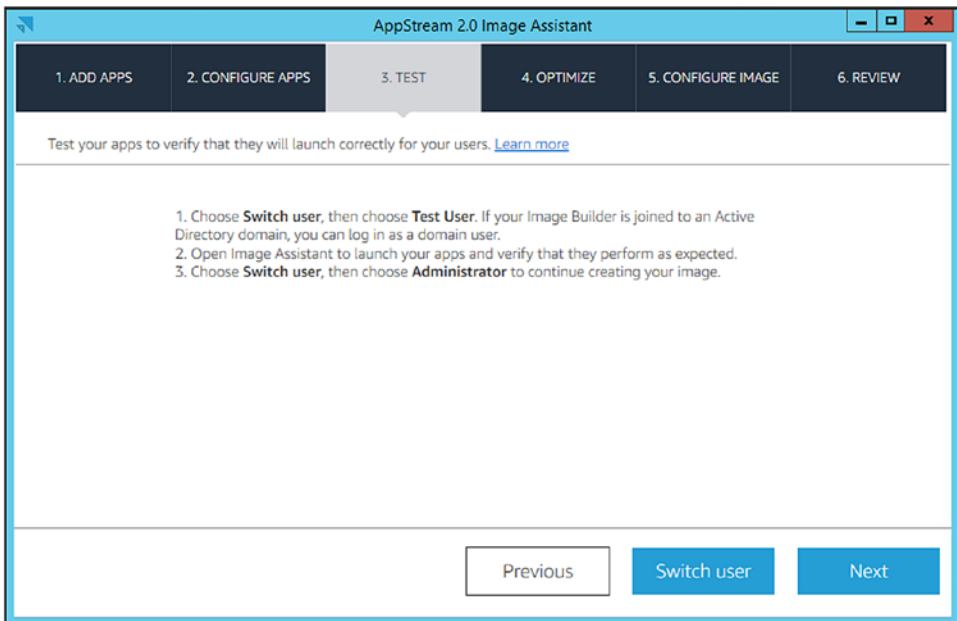 AppStream 2.0 Image Assistant
1. ADD APPS
2. CONFIGURE APPS
3. TEST
4. OPTIMIZE
5. CONFIGURE IMAGE
6. REVIEW
Test your apps to verify that they will launch correctly for your users. Learn more
1. Choose Switch user, then choose Test User. If your Image Builder is joined to an Active
Directory domain, you can log in as a domain user.
2. Open Image Assistant to launch your apps and verify that they perform as expected.
3. Choose Switch user, then choose Administrator to continue creating your image.
Previous
Switch user
Next